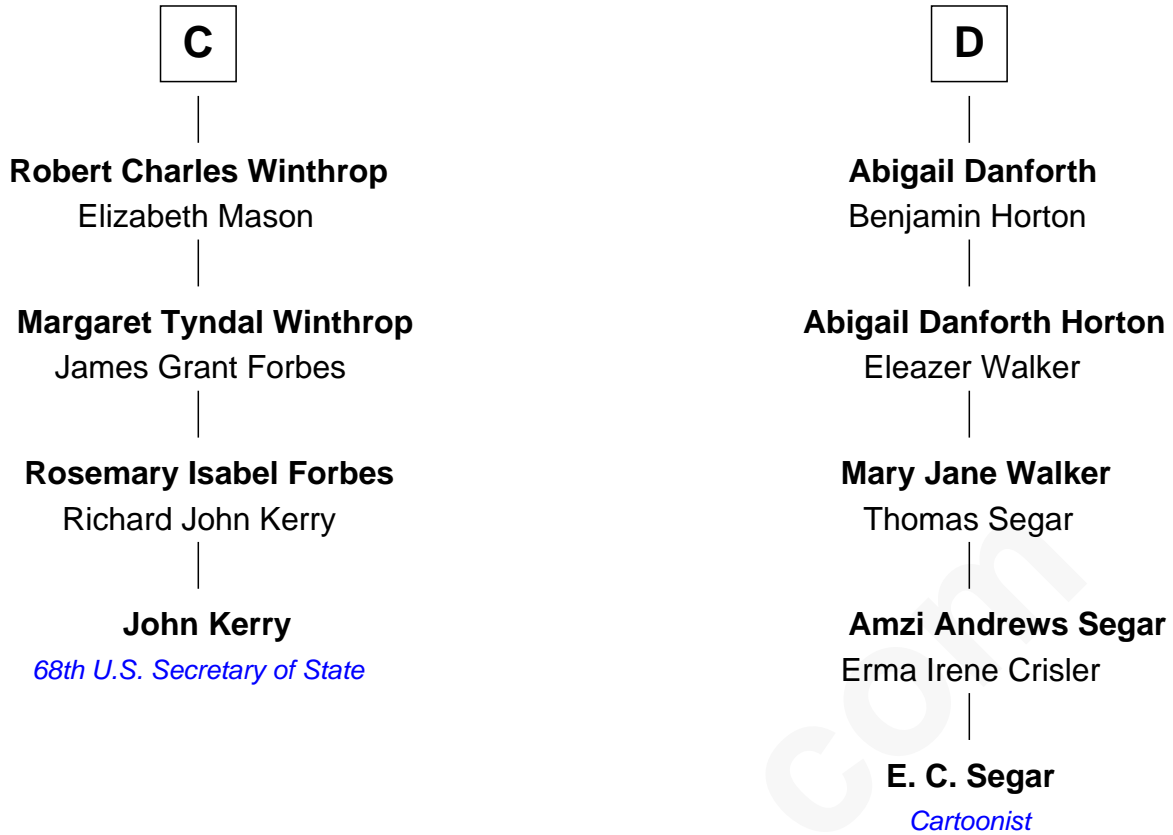 C
Robert Charles Winthrop
Elizabeth Mason
Margaret Tyndal Winthrop
James Grant Forbes
Rosemary Isabel Forbes
Richard John Kerry
John Kerry
68th U.S. Secretary of State
D
Abigail Danforth
Benjamin Horton
Abigail Danforth Horton
Eleazer Walker
Mary Jane Walker
Thomas Segar
Amzi Andrews Segar
Erma Irene Crisler
E. C. Segar
Cartoonist
com